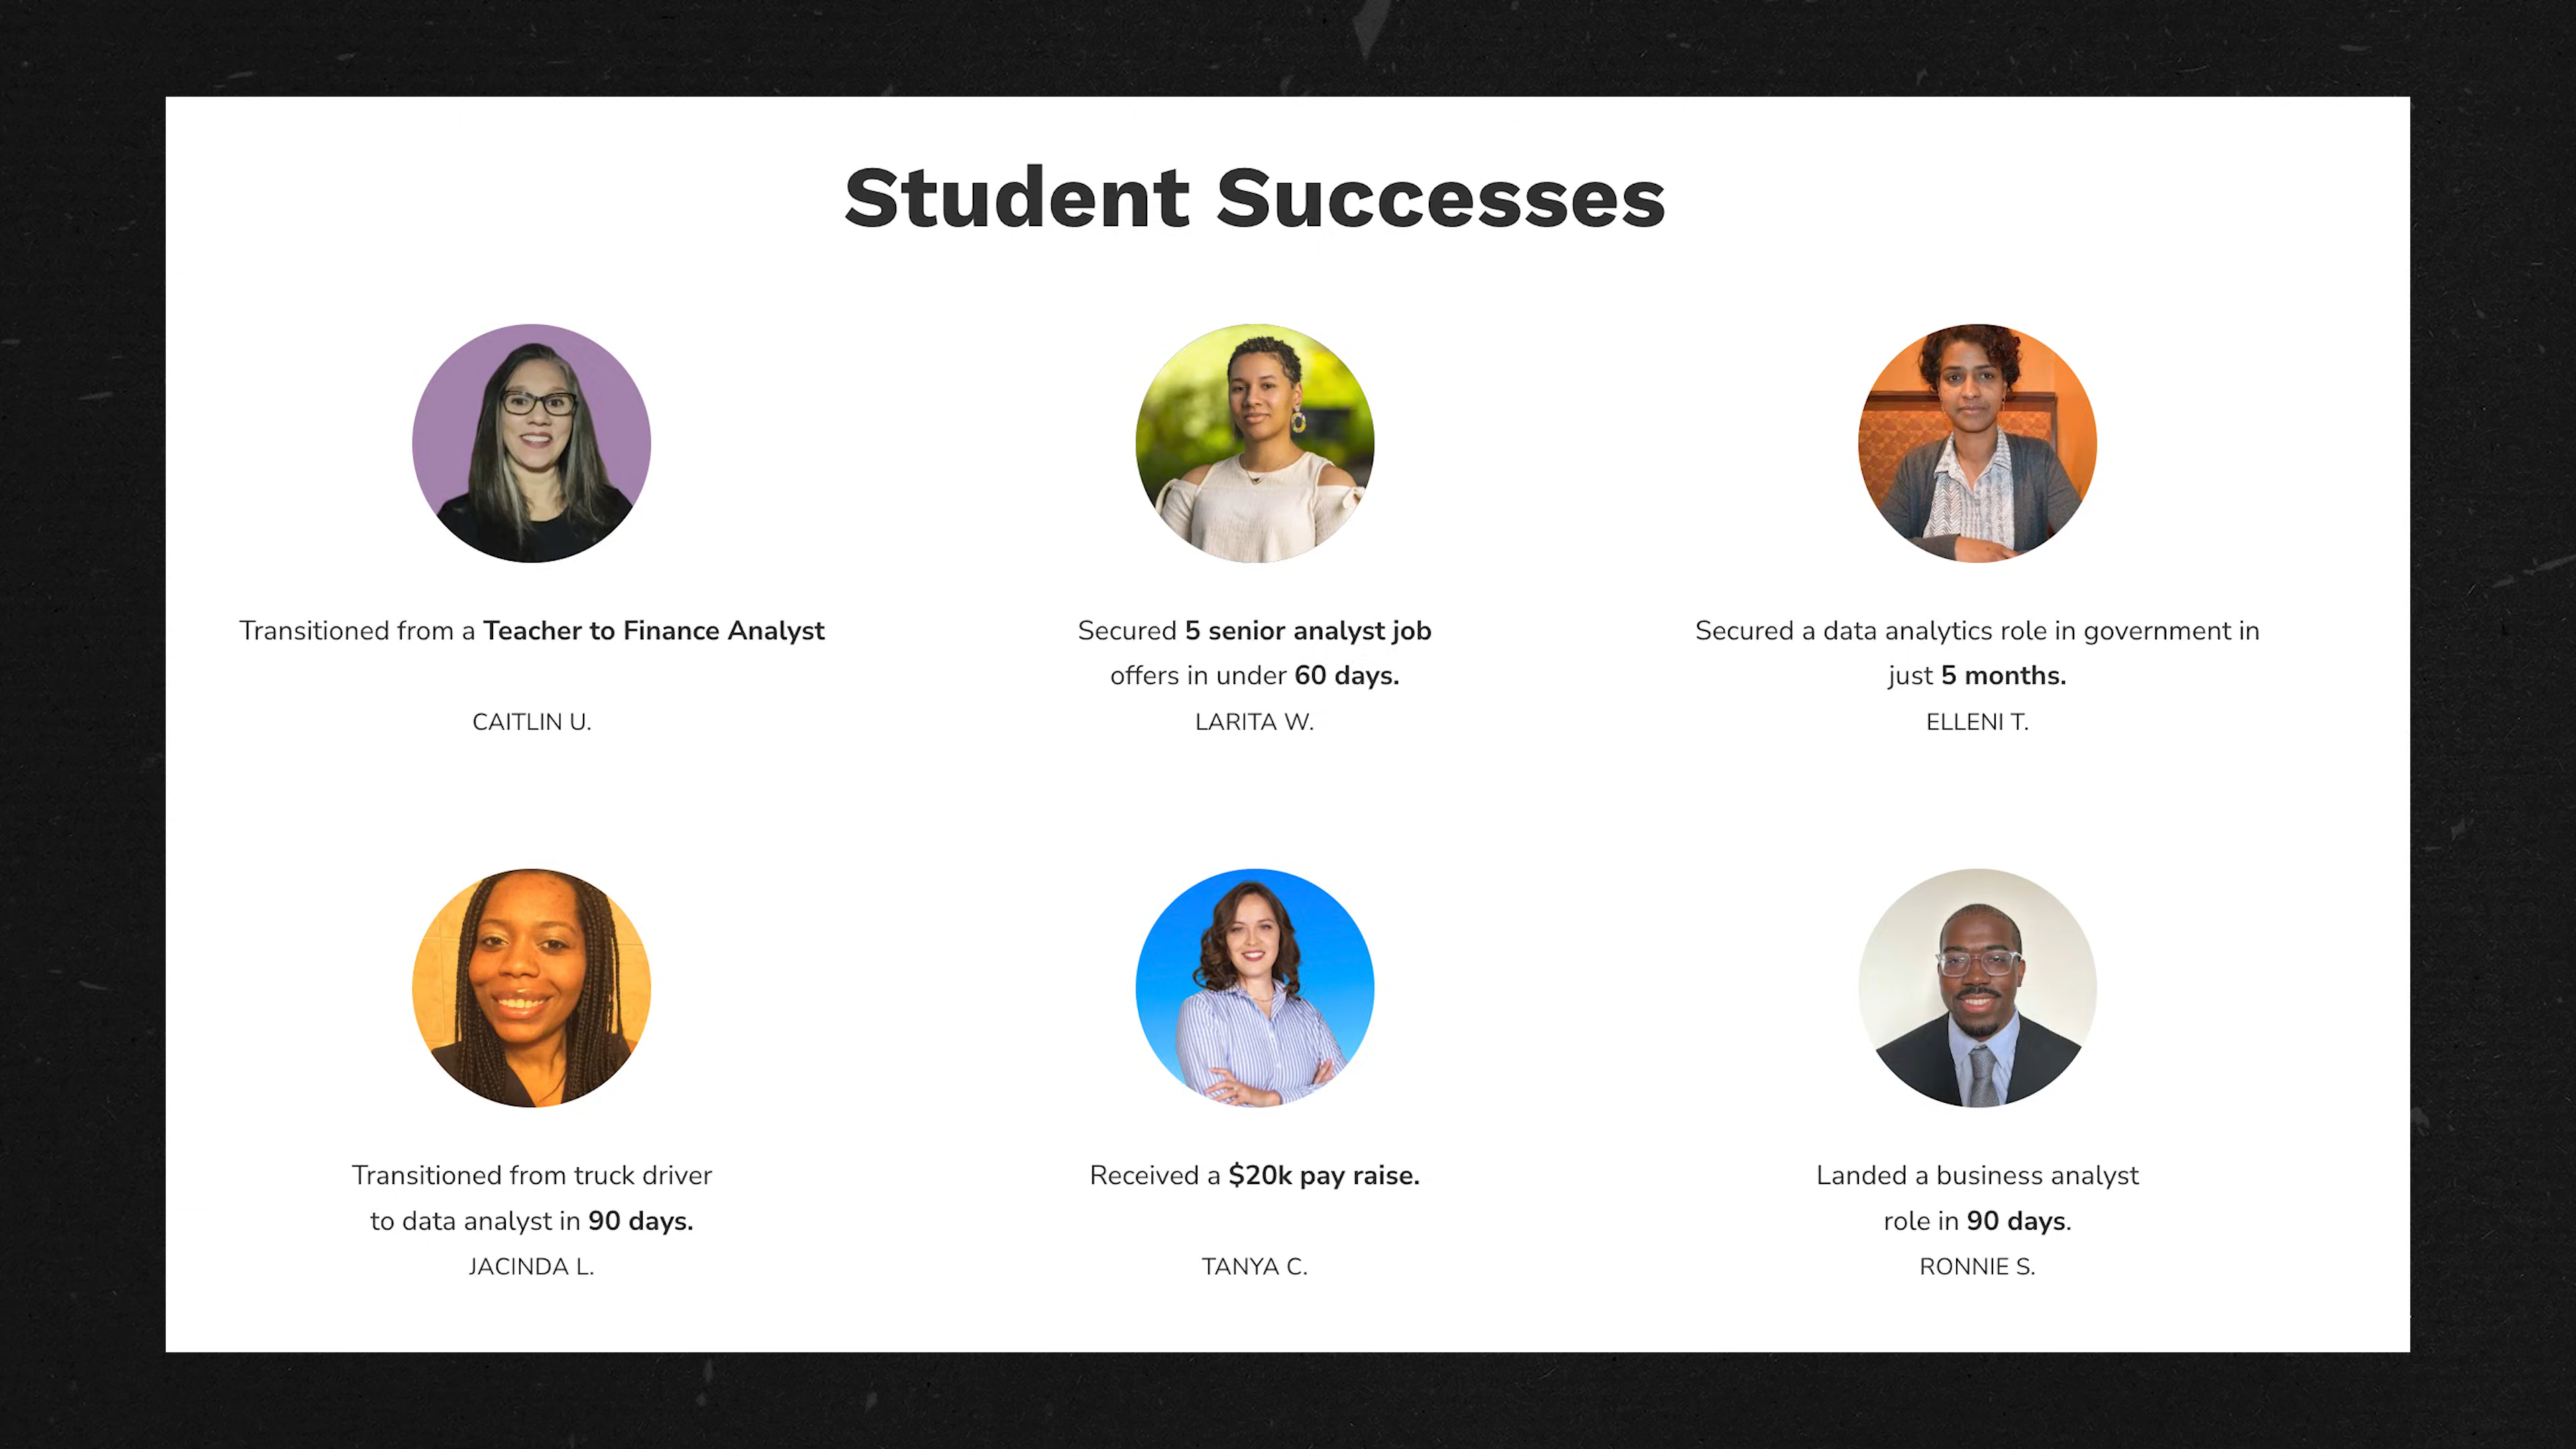 Student Successes
Transitioned from a Teacher to Finance Analyst
CAITLIN U.
Secured 5 senior analyst job
offers in under 60 days.
LARITA W.
Secured a data analytics role in government in
just 5 months.
ELLENI T.
Transitioned from truck driver
to data analyst in 90 days.
JACINDA L.
Received a $20k pay raise.
TANYA C.
Landed a business analyst
role in 90 days.
RONNIE S.